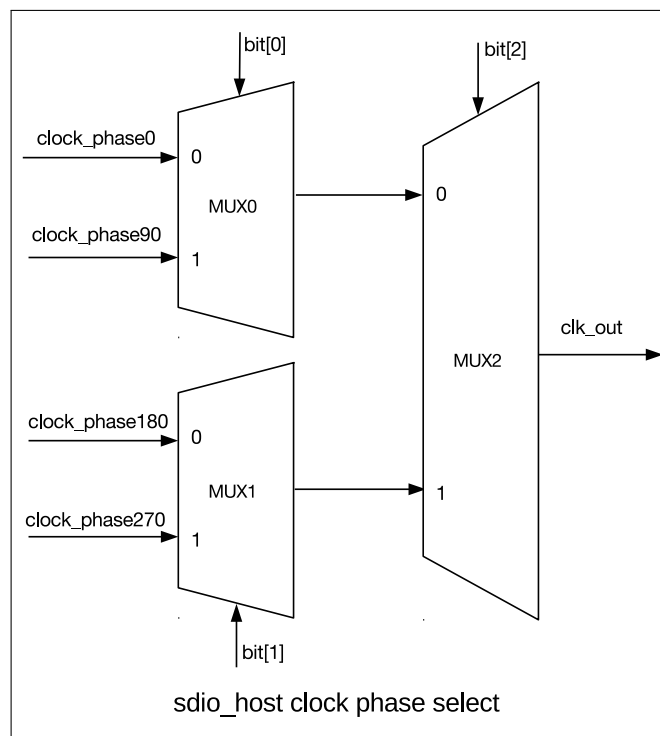 bit[0]
bit[2]
clock_phase0
0
MUX0
0
clock_phase90
1
clk_out
MUX2
clock_phase180
0
MUX1
1
clock_phase270
1
bit[1]
sdio_host clock phase select